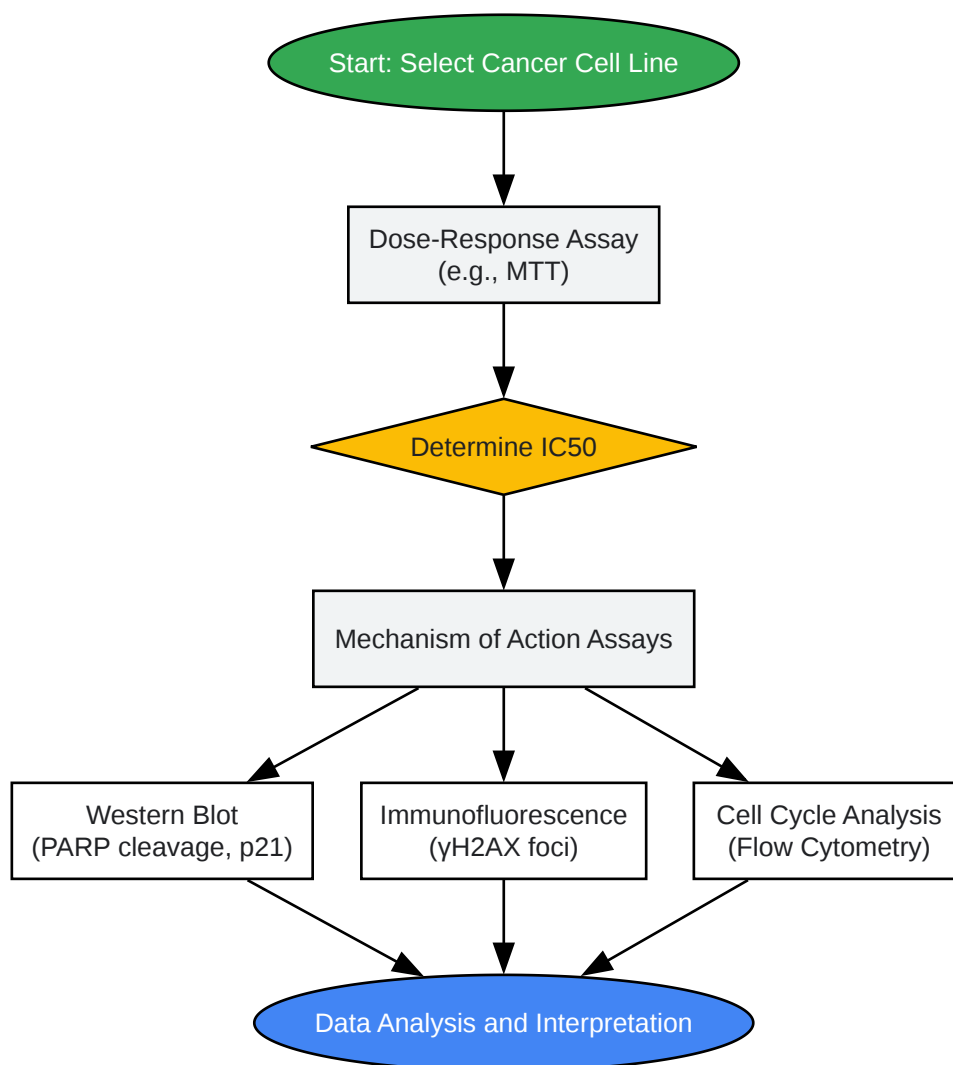 Start: Select Cancer Cell Line
Dose-Response Assay
(e.g., MTT)
Determine IC50
Mechanism of Action Assays
Western Blot
(PARP cleavage, p21)
Immunofluorescence
(γH2AX foci)
Cell Cycle Analysis
(Flow Cytometry)
Data Analysis and Interpretation